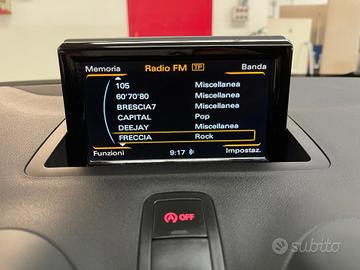 Memoria Radio FM TP Banda
105 Miscellanea
60'70'80 Miscellanea
BRESCIA7 Miscellanea
CAPITAL Pop
DEEJAY Miscellanea
FRECCIA Rock
Funzioni 9:17 Impostaz.
A OFF
subito